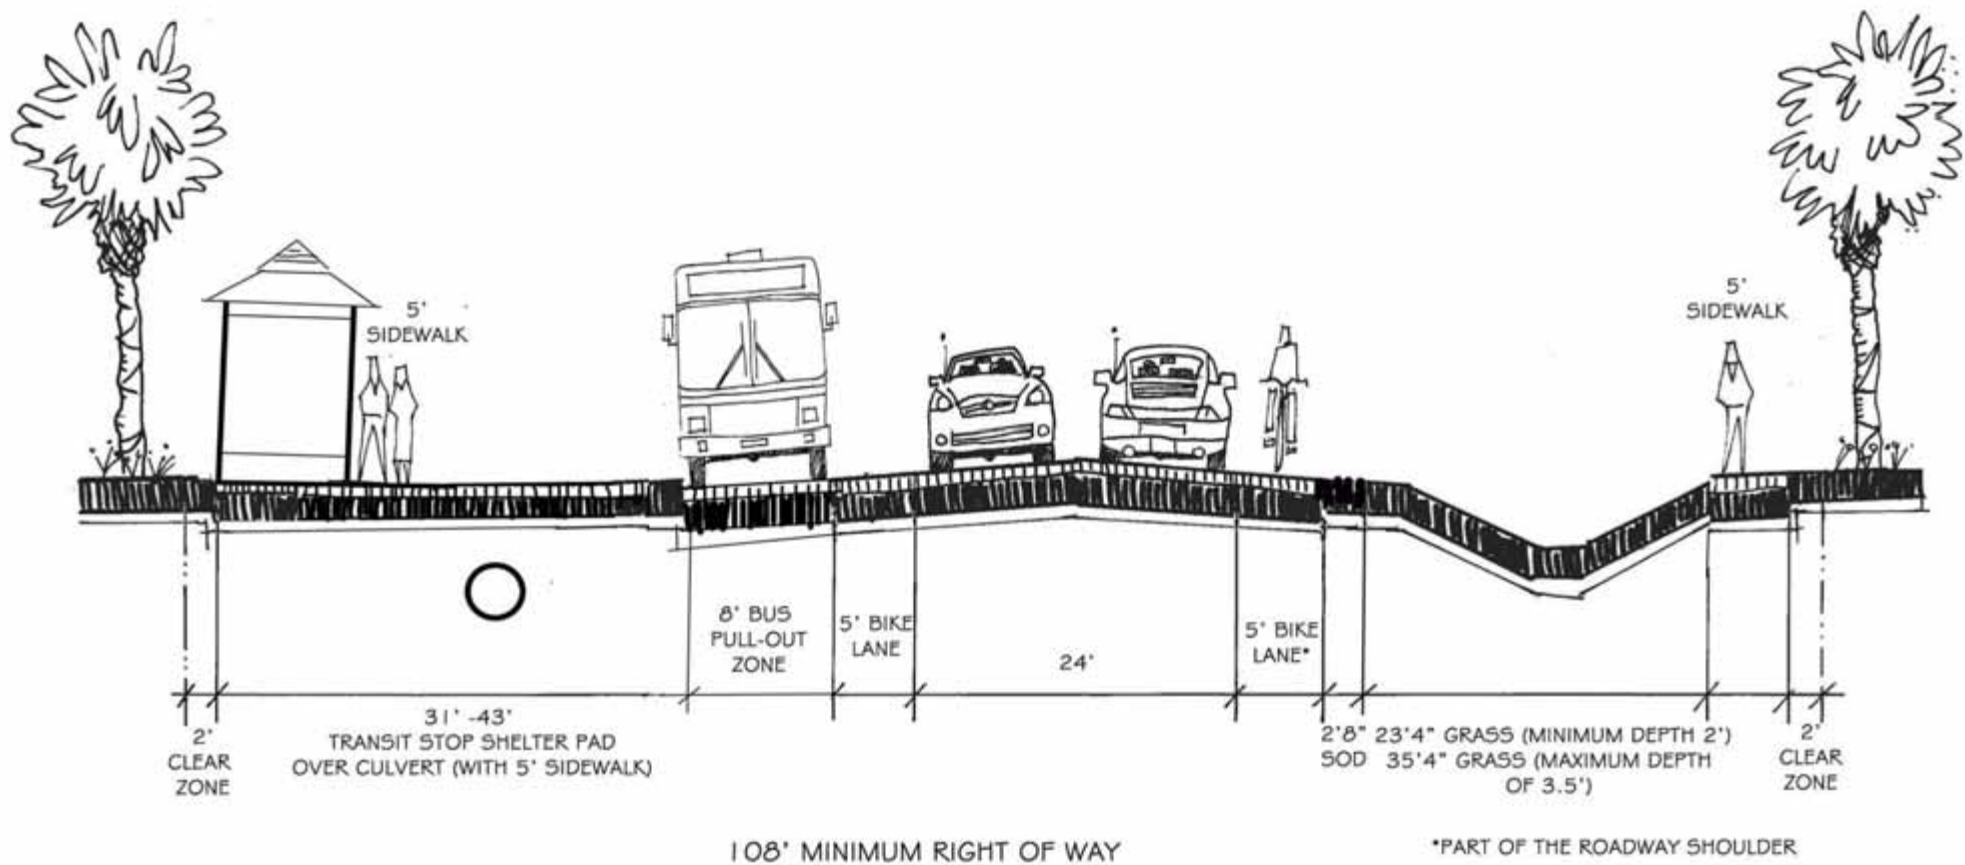 5'
SIDEWALK
5'
SIDEWALK
8' BUS
PULL-OUT
ZONE
5' BIKE
LANE
24'
5' BIKE
LANE*
2'
CLEAR
ZONE
31' -43'
TRANSIT STOP SHELTER PAD
OVER CULVERT (WITH 5' SIDEWALK)
2'8"
SOD
23'4" GRASS (MINIMUM DEPTH 2')
35'4" GRASS (MAXIMUM DEPTH
OF 3.5')
2'
CLEAR
ZONE
108' MINIMUM RIGHT OF WAY
*PART OF THE ROADWAY SHOULDER